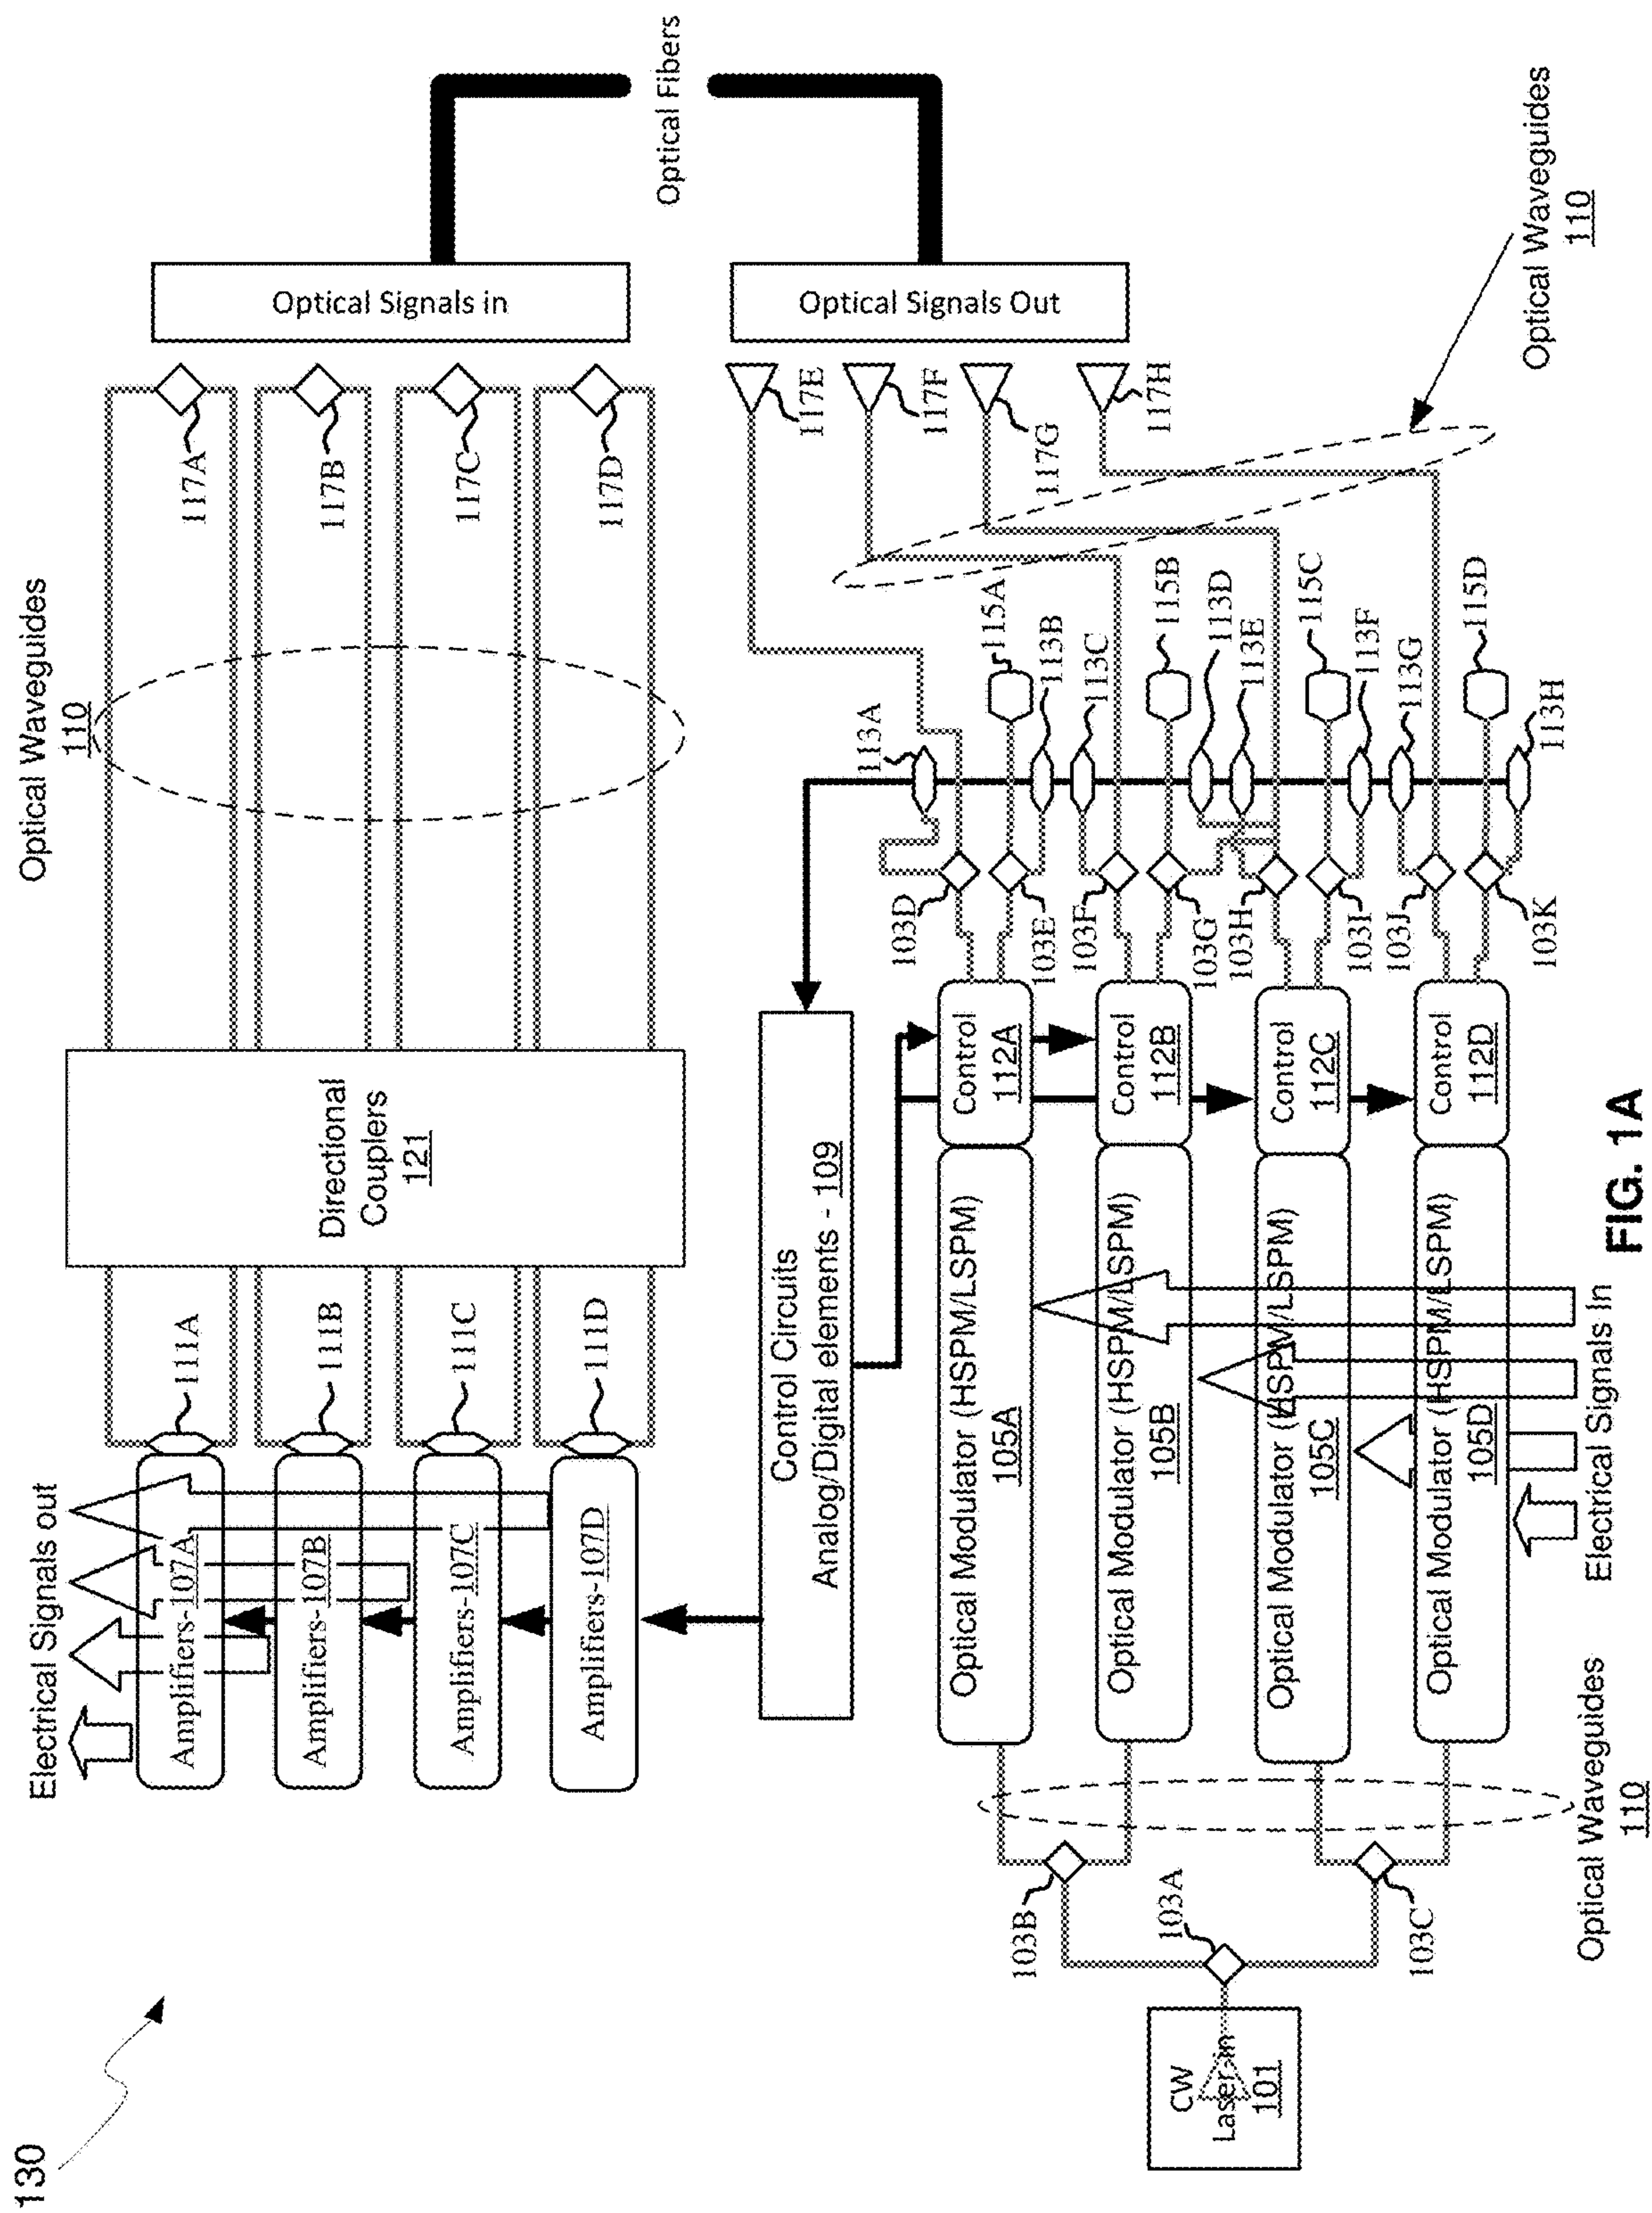 130
Electrical Signals out
Optical Waveguides
110
Amplifiers-107A
Amplifiers-107B
Amplifiers-107C
Amplifiers-107D
111A
111B
111C
111D
Directional
Couplers
121
117A
117B
117C
117D
Optical Signals in
Optical Fibers
Control Circuits
Analog/Digital elements - 109
Optical Signals Out
117E
117F
117G
117H
CW
Laser-in
101
103A
103B
103C
Optical Waveguides
110
Optical Modulator (HSPM/LSPM)
105A
Optical Modulator (HSPM/LSPM)
105B
Optical Modulator (HSPM/LSPM)
105C
Optical Modulator (HSPM/LSPM)
105D
Electrical Signals In
Control
112A
Control
112B
Control
112C
Control
112D
103D
103E
103F
103G
103H
103I
103J
103K
113A
113B
113C
113D
113E
113F
113G
113H
115A
115B
115C
115D
Optical Waveguides
110
FIG. 1A